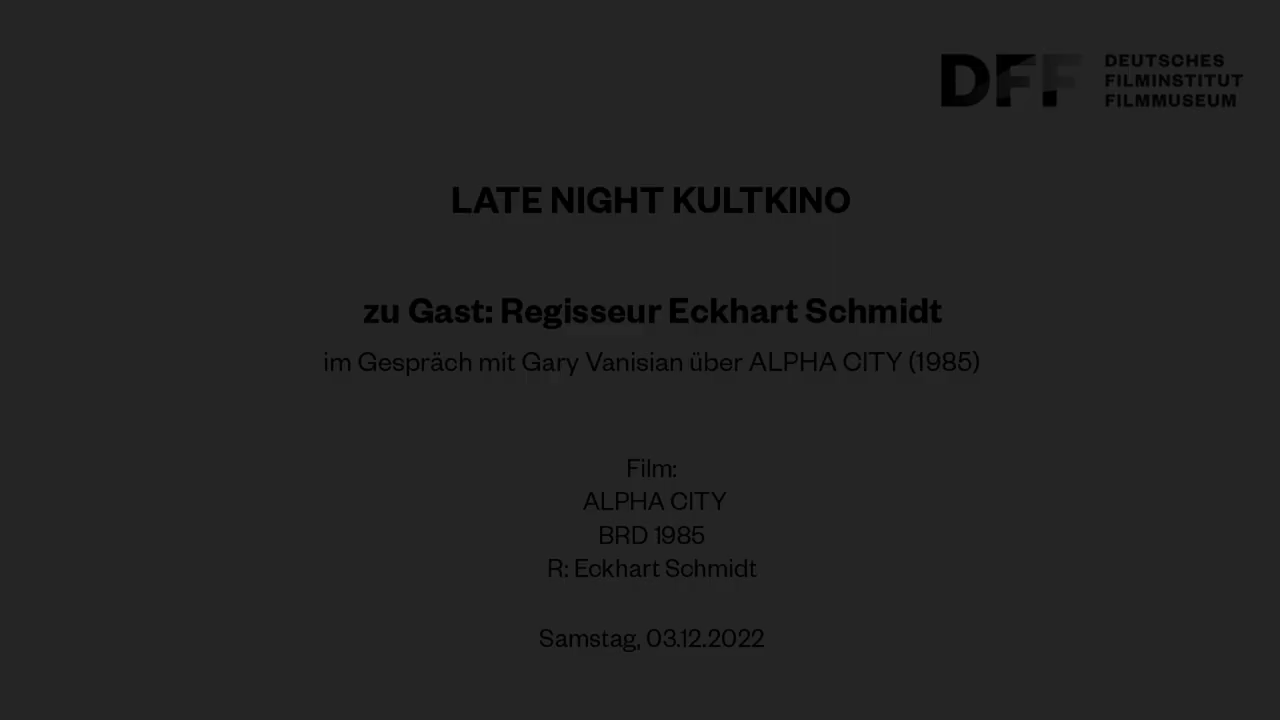 DFF
DEUTSCHES
FILMINSTITUT
FILMMUSEUM
LATE NIGHT KULTKINO
zu Gast: Regisseur Eckhart Schmidt
im Gespräch mit Gary Vanisian über ALPHA CITY (1985)
Film:
ALPHA CITY
BRD 1985
R: Eckhart Schmidt
Samstag, 03.12.2022